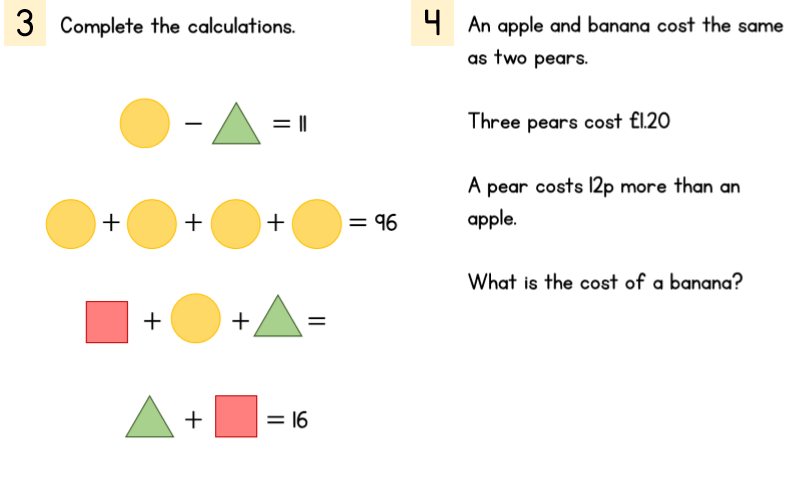 3 Complete the calculations.
− = 11
+ + + = 96
+ + =
+ = 16
4 An apple and banana cost the same
as two pears.
Three pears cost £1.20
A pear costs 12p more than an
apple.
What is the cost of a banana?